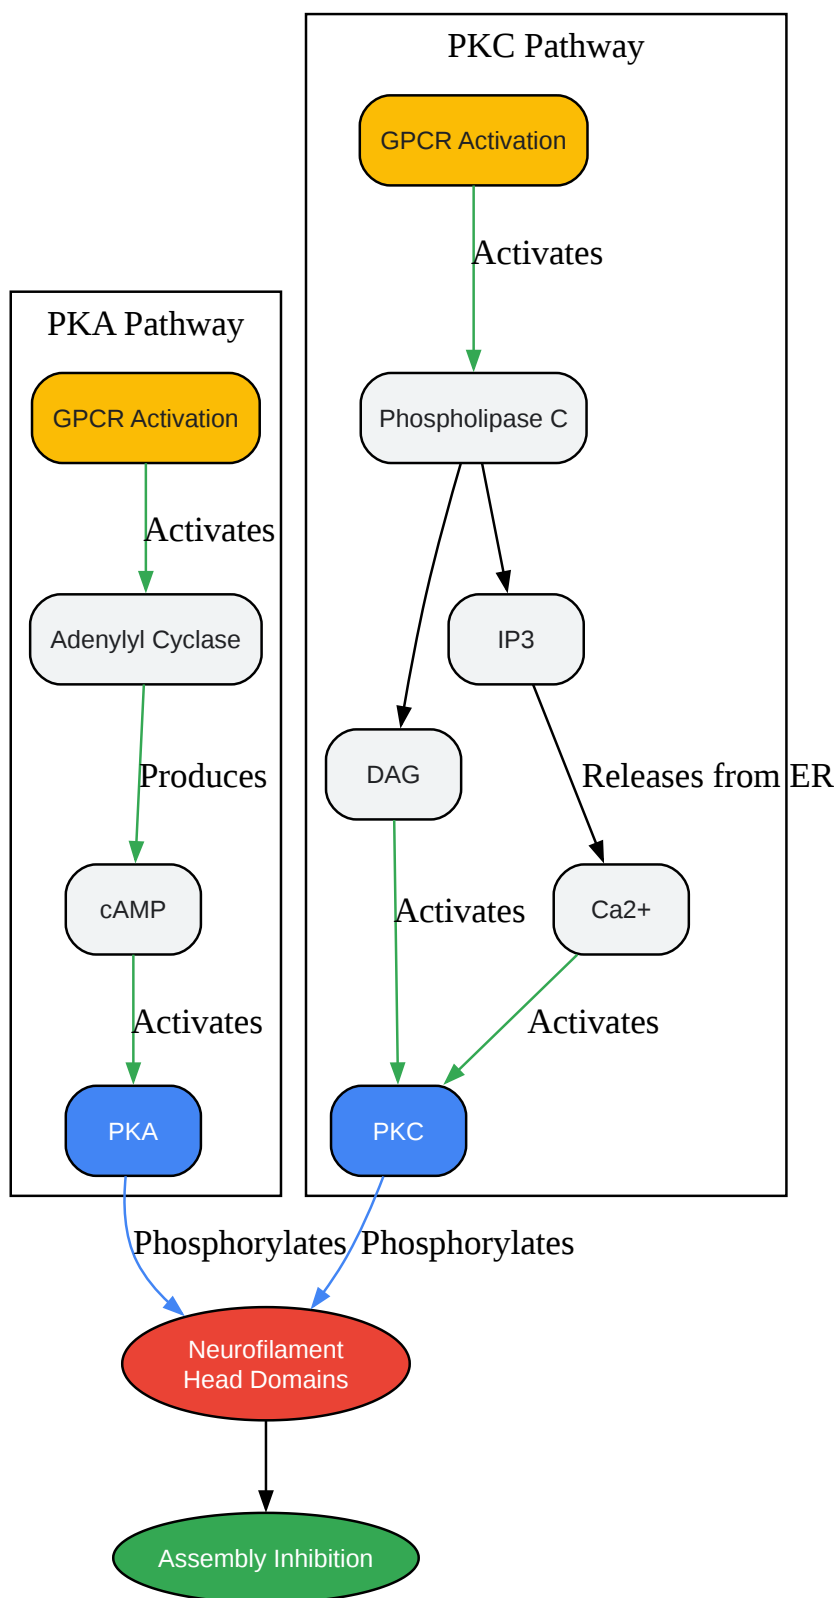 PKC Pathway
GPCR Activation
Activates
PKA Pathway
GPCR Activation
Phospholipase C
Activates
Adenylyl Cyclase
IP3
Produces
DAG
Releases from ER
cAMP
Activates
Ca2+
Activates
Activates
PKA
PKC
Phosphorylates
Phosphorylates
Neurofilament
Head Domains
Assembly Inhibition